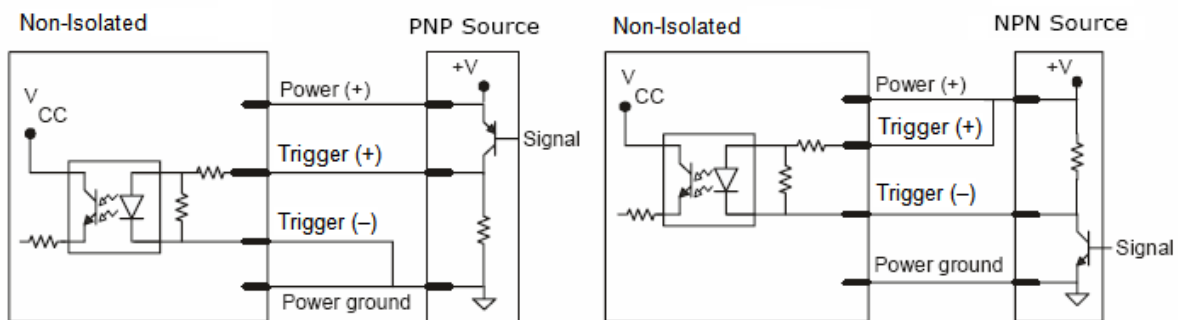 Non-Isolated
PNP Source
+V
V
CC
Power (+)
Signal
Trigger (+)
Trigger (–)
Power ground
Non-Isolated
NPN Source
+V
V
CC
Power (+)
Trigger (+)
Trigger (–)
Signal
Power ground